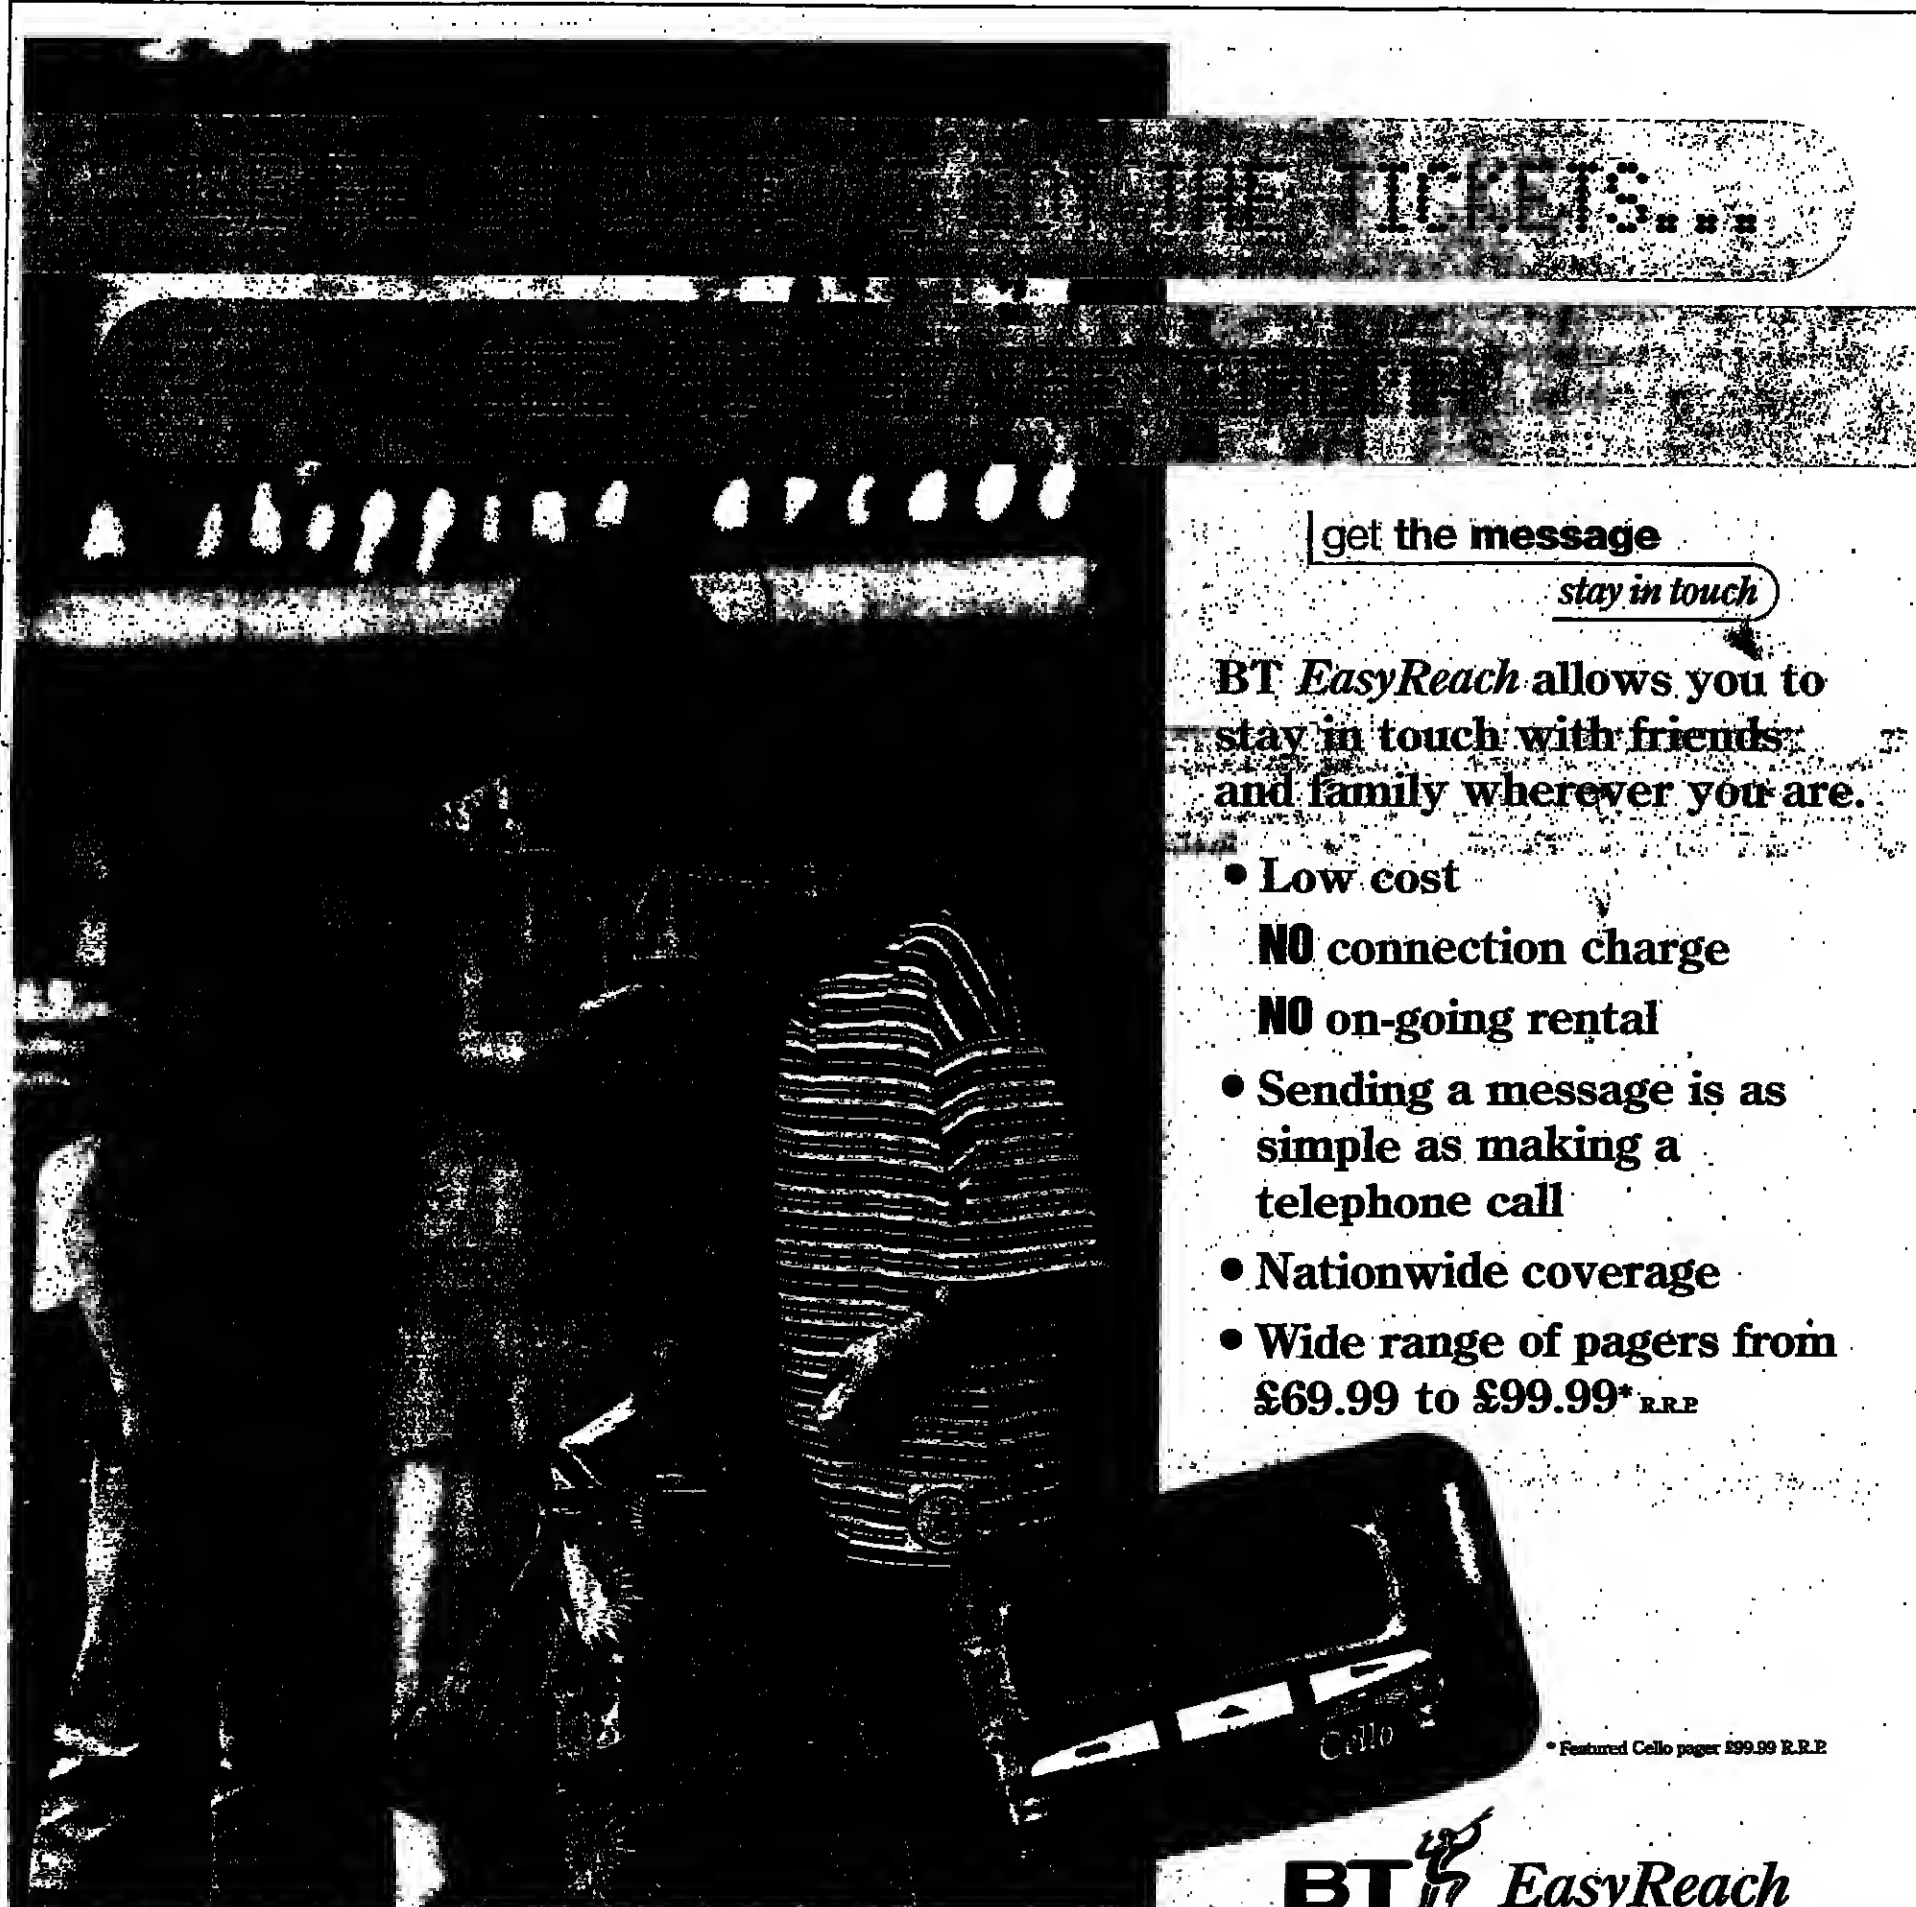 GOT THE TICKETS...
get the message
stay in touch
BT EasyReach allows you to
stay in touch with friends
and family wherever you are.
• Low cost
NO connection charge
NO on-going rental
• Sending a message is as
simple as making a
telephone call
• Nationwide coverage
• Wide range of pagers from
£69.99 to £99.99* R.R.P.
Cello
* Featured Cello pager £99.99 R.R.P.
BT EasyReach